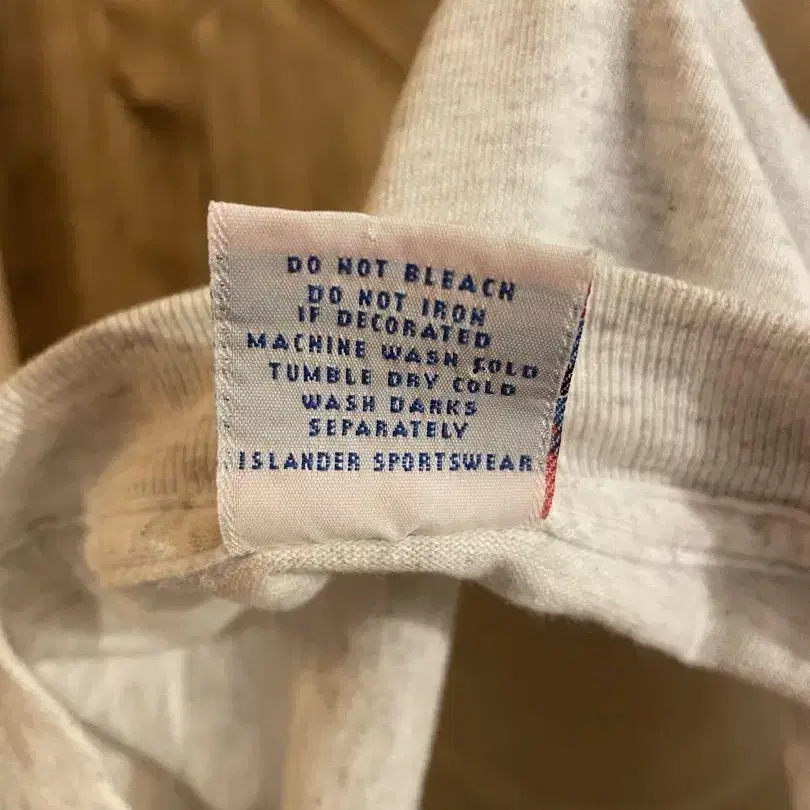 DO NOT BLEACH
DO NOT IRON
IF DECORATED
MACHINE WASH COLD
TUMBLE DRY COLD
WASH DARKS
SEPARATELY
ISLANDER SPORTSWEAR